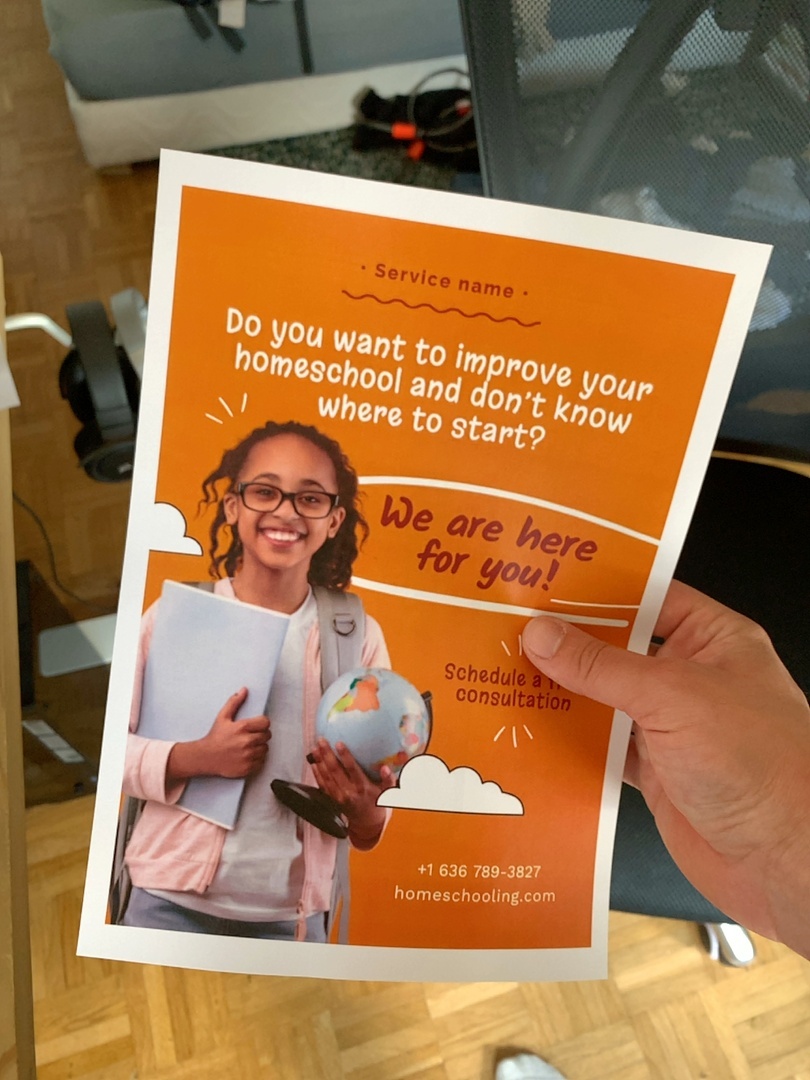 · Service name ·
Do you want to improve your
homeschool and don't know
where to start?
We are here
for you!
Schedule a
consultation
+1 636 789-3827
homeschooling.com